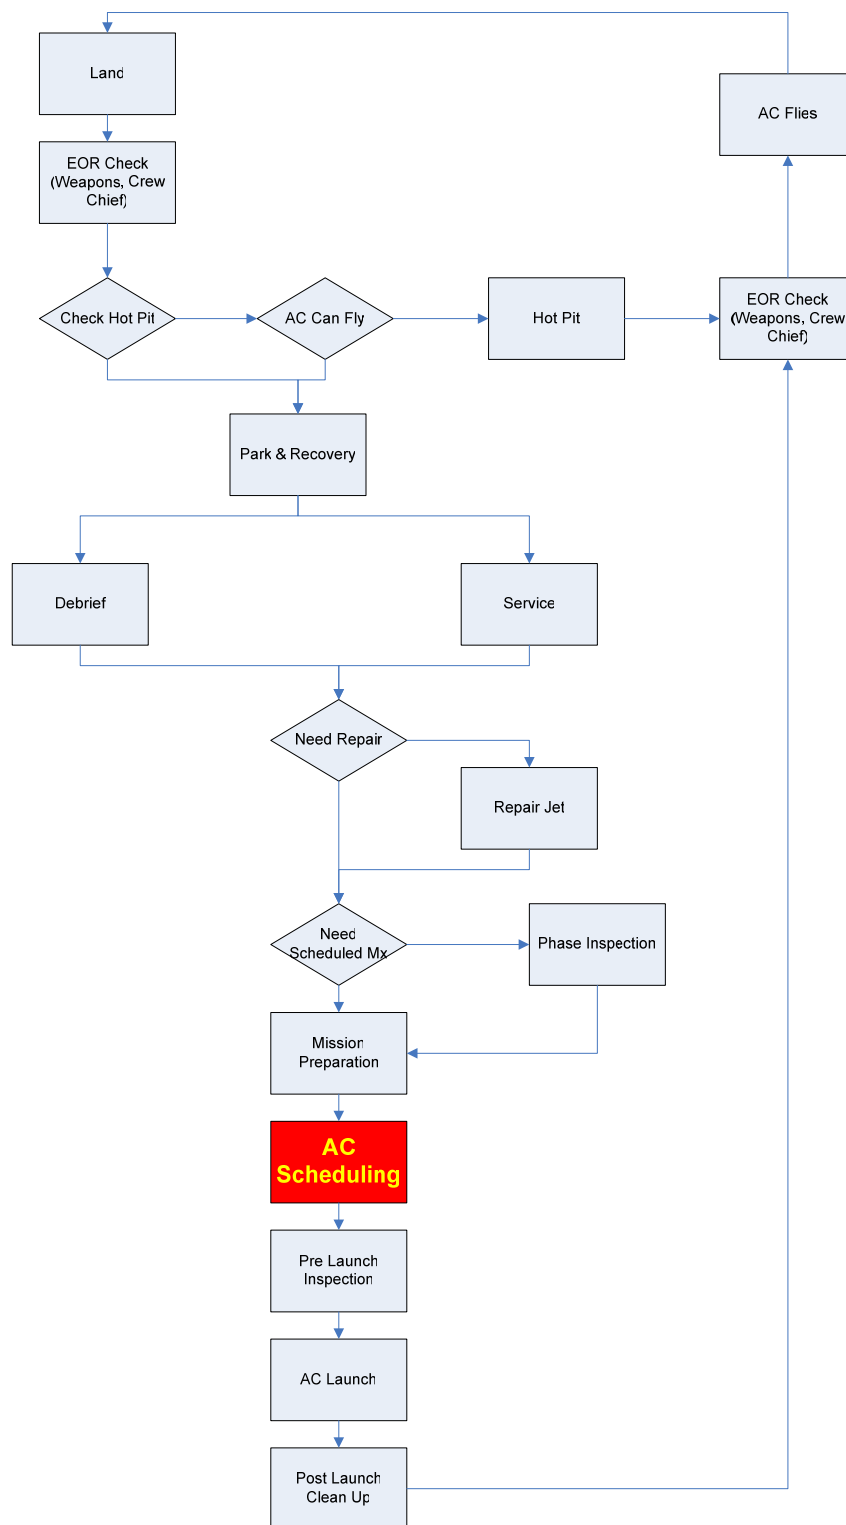 Land
AC Flies
EOR Check
(Weapons, Crew
Chief)
Check Hot Pit
AC Can Fly
Hot Pit
EOR Check
(Weapons, Crew
Chief)
Park & Recovery
Debrief
Service
Need Repair
Repair Jet
Need
Scheduled Mx
Phase Inspection
Mission
Preparation
AC
Scheduling
Pre Launch
Inspection
AC Launch
Post Launch
Clean Up